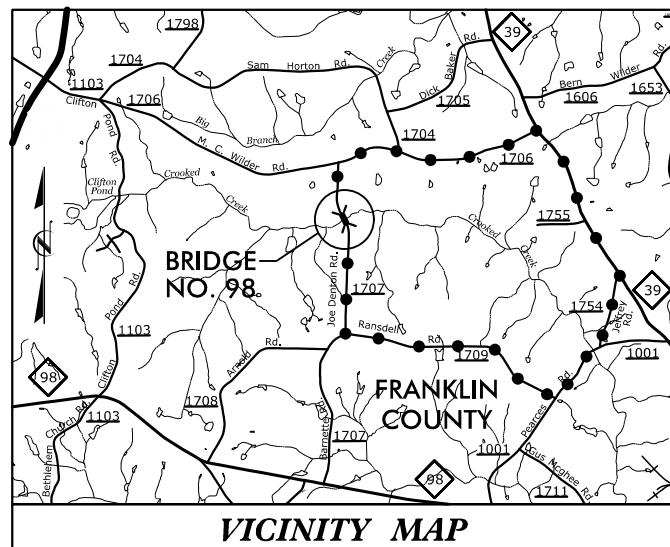 1798
39
1704
Sam Horton Rd.
Creek
Baker Rd.
Dick
Rd.
Wilder
Bern
1653
1606
1103
1706
1705
Clifton Pond Rd.
Big Branch
M. C. Wilder Rd.
1704
1706
Crooked Creek
Clifton Pond
1755
Crooked Creek
BRIDGE NO. 98
Joe Denton Rd.
1707
39
1754
Jeffrey Rd.
1103
Pond Rd.
Clifton
Ransdell Rd
1709
1001
Arnold Rd.
98
FRANKLIN COUNTY
1708
Pearces Rd.
1103
Bethlehem Church Rd.
Barnette Rd.
1707
1001
98
Gus Mcghee Rd.
1711
VICINITY MAP